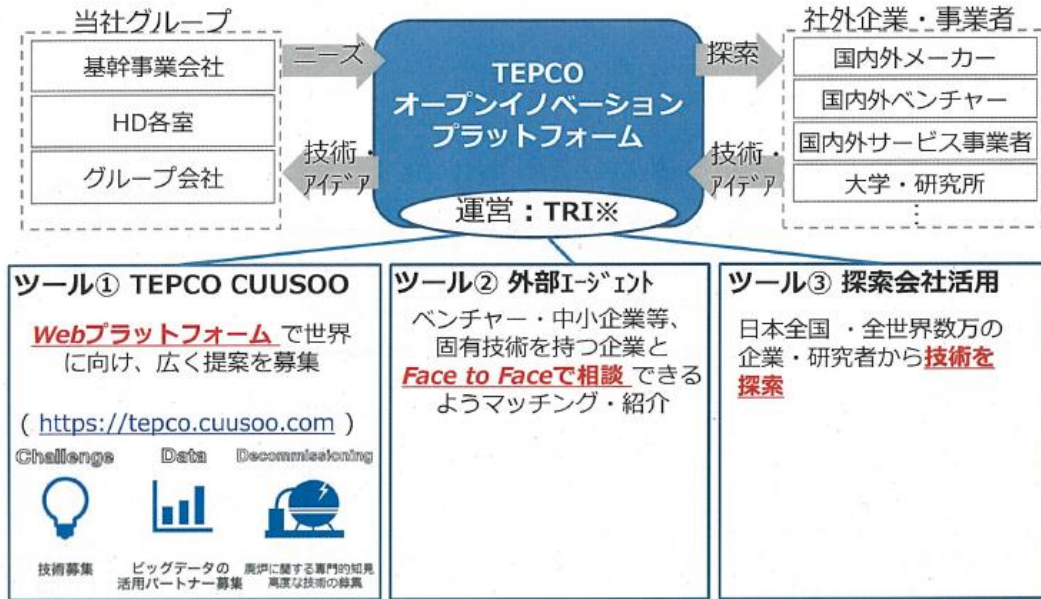 当社グループ
基幹事業会社
HD各室
グループ会社
ニーズ
技術・
アイデア
TEPCO
オープンイノベーション
プラットフォーム
運営：TRI※
探索
技術・
アイデア
社外企業・事業者
国内外メーカー
国内外ベンチャー
国内外サービス事業者
大学・研究所
⋮
ツール① TEPCO CUUSOO
Webプラットフォーム で世界
に向け、広く提案を募集
( https://tepco.cuusoo.com )
Challenge
Data
Decommissioning
技術募集
ビッグデータの
活用パートナー募集
廃炉に関する専門的知見
高度な技術の募集
ツール② 外部エージェント
ベンチャー・中小企業等、
固有技術を持つ企業と
Face to Faceで相談 できる
ようマッチング・紹介
ツール③ 探索会社活用
日本全国 ・全世界数万の
企業・研究者から技術を
探索